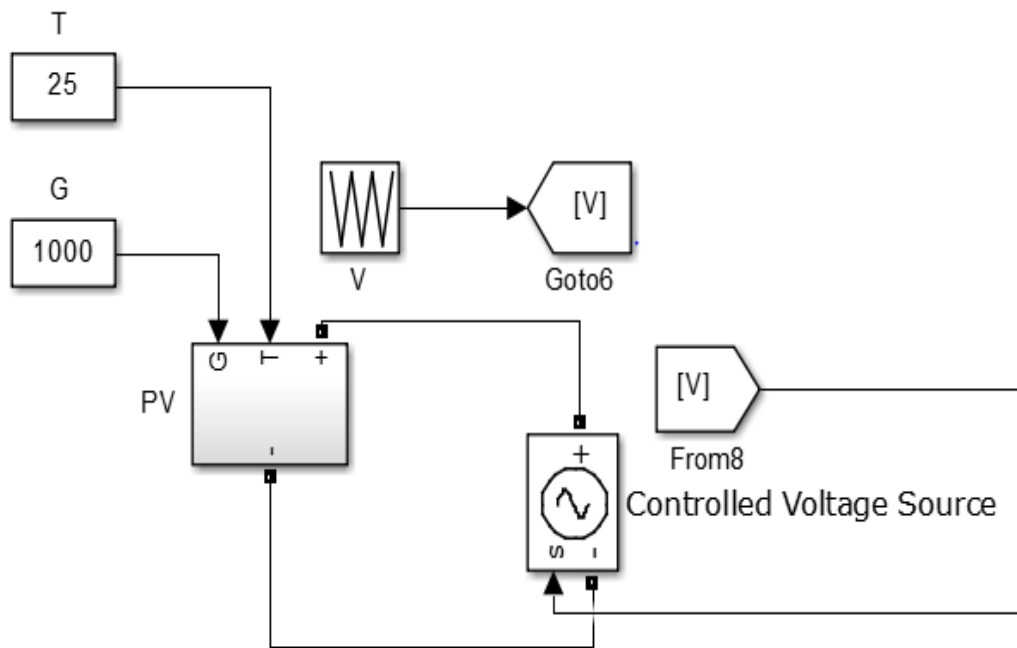 T
25
G
1000
[V]
V
Goto6
G
T
+
PV
-
[V]
From8
+
Controlled Voltage Source
s
-